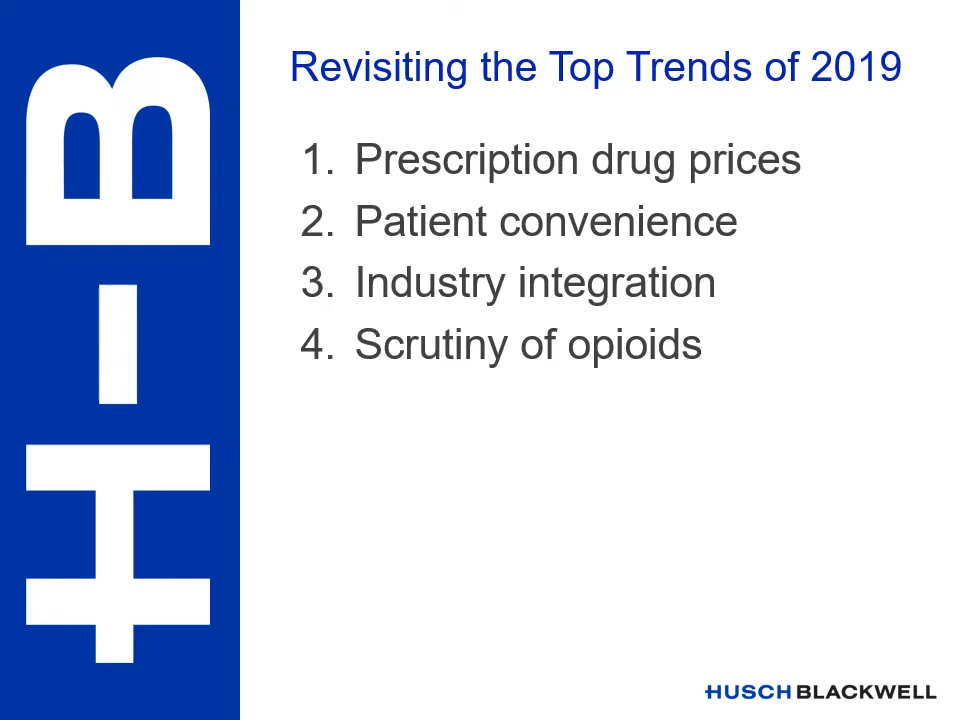 H-B
Revisiting the Top Trends of 2019
1. Prescription drug prices
2. Patient convenience
3. Industry integration
4. Scrutiny of opioids
HUSCH BLACKWELL